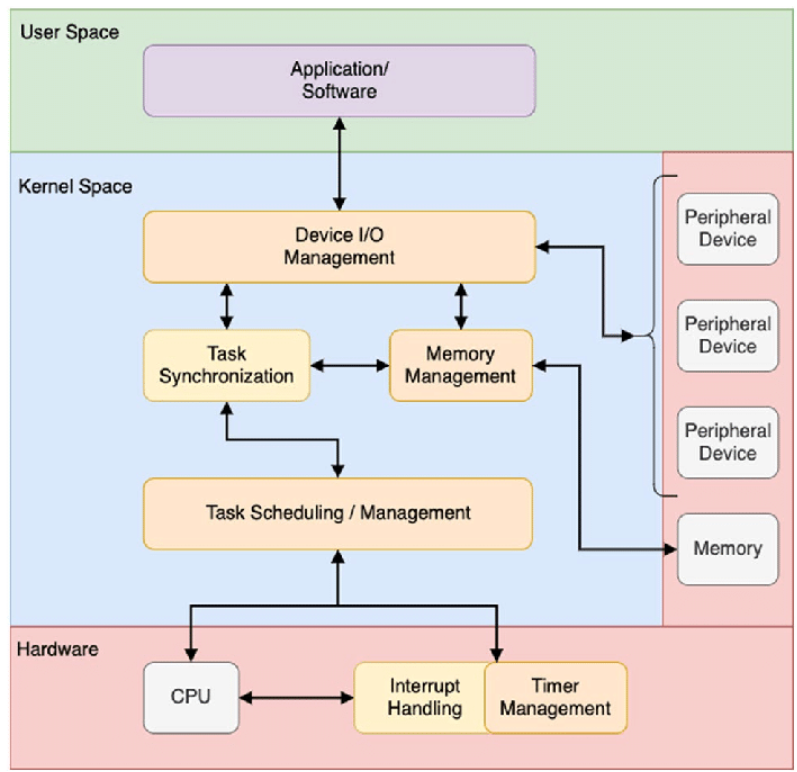 User Space
Application/
Software
Kernel Space
Device I/O
Management
Peripheral
Device
Peripheral
Device
Task
Synchronization
Memory
Management
Peripheral
Device
Task Scheduling / Management
Memory
Hardware
CPU
Interrupt
Handling
Timer
Management